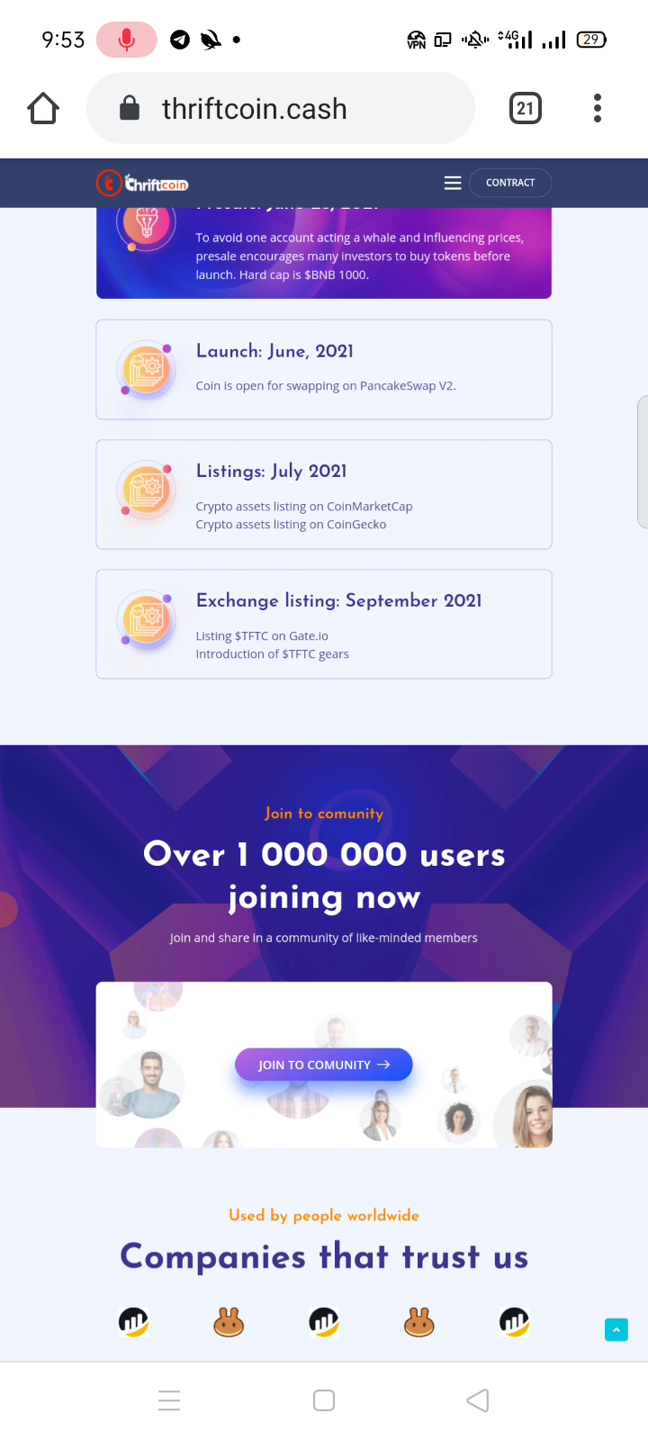 9:53
VPN
4G
29
thriftcoin.cash
21
thriftcoin
CONTRACT
To avoid one account acting a whale and influencing prices,
presale encourages many investors to buy tokens before
launch. Hard cap is $BNB 1000.
Launch: June, 2021
Coin is open for swapping on PancakeSwap V2.
Listings: July 2021
Crypto assets listing on CoinMarketCap
Crypto assets listing on CoinGecko
Exchange listing: September 2021
Listing $TFTC on Gate.io
Introduction of $TFTC gears
Join to comunity
Over 1 000 000 users
joining now
Join and share in a community of like-minded members
JOIN TO COMUNITY →
Used by people worldwide
Companies that trust us